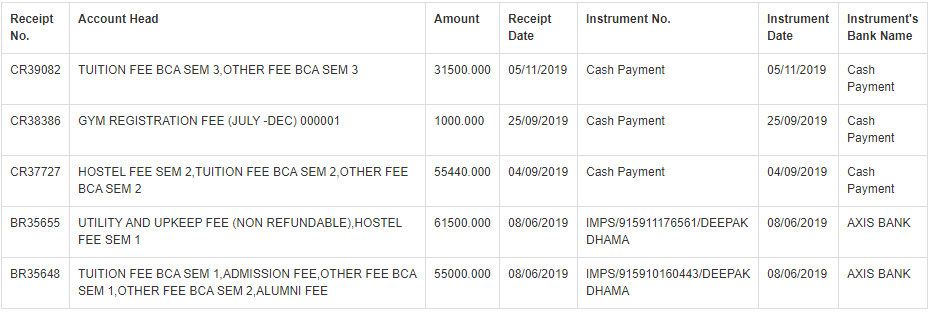 Receipt No. Account Head Amount Receipt Date Instrument No. Instrument Date Instrument's Bank Name
CR39082 TUITION FEE BCA SEM 3,OTHER FEE BCA SEM 3 31500.000 05/11/2019 Cash Payment 05/11/2019 Cash Payment
CR38386 GYM REGISTRATION FEE (JULY -DEC) 000001 1000.000 25/09/2019 Cash Payment 25/09/2019 Cash Payment
CR37727 HOSTEL FEE SEM 2,TUITION FEE BCA SEM 2,OTHER FEE BCA SEM 2 55440.000 04/09/2019 Cash Payment 04/09/2019 Cash Payment
BR35655 UTILITY AND UPKEEP FEE (NON REFUNDABLE),HOSTEL FEE SEM 1 61500.000 08/06/2019 IMPS/915911176561/DEEPAK DHAMA 08/06/2019 AXIS BANK
BR35648 TUITION FEE BCA SEM 1,ADMISSION FEE,OTHER FEE BCA SEM 1,OTHER FEE BCA SEM 2,ALUMNI FEE 55000.000 08/06/2019 IMPS/915910160443/DEEPAK DHAMA 08/06/2019 AXIS BANK